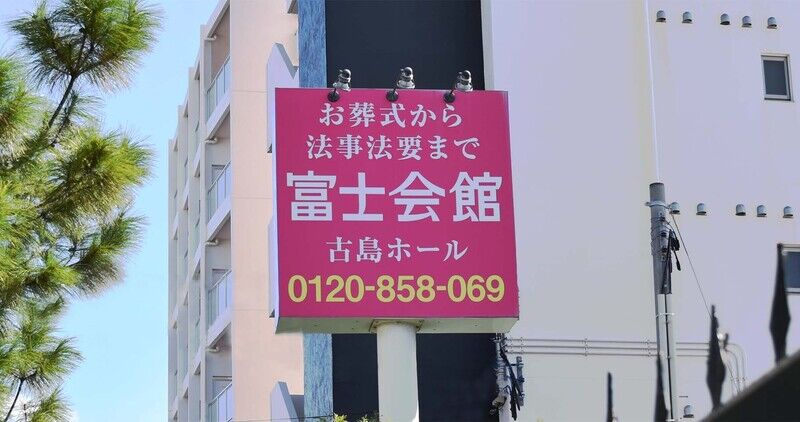 お葬式から
法事法要まで
富士会館
古島ホール
0120-858-069